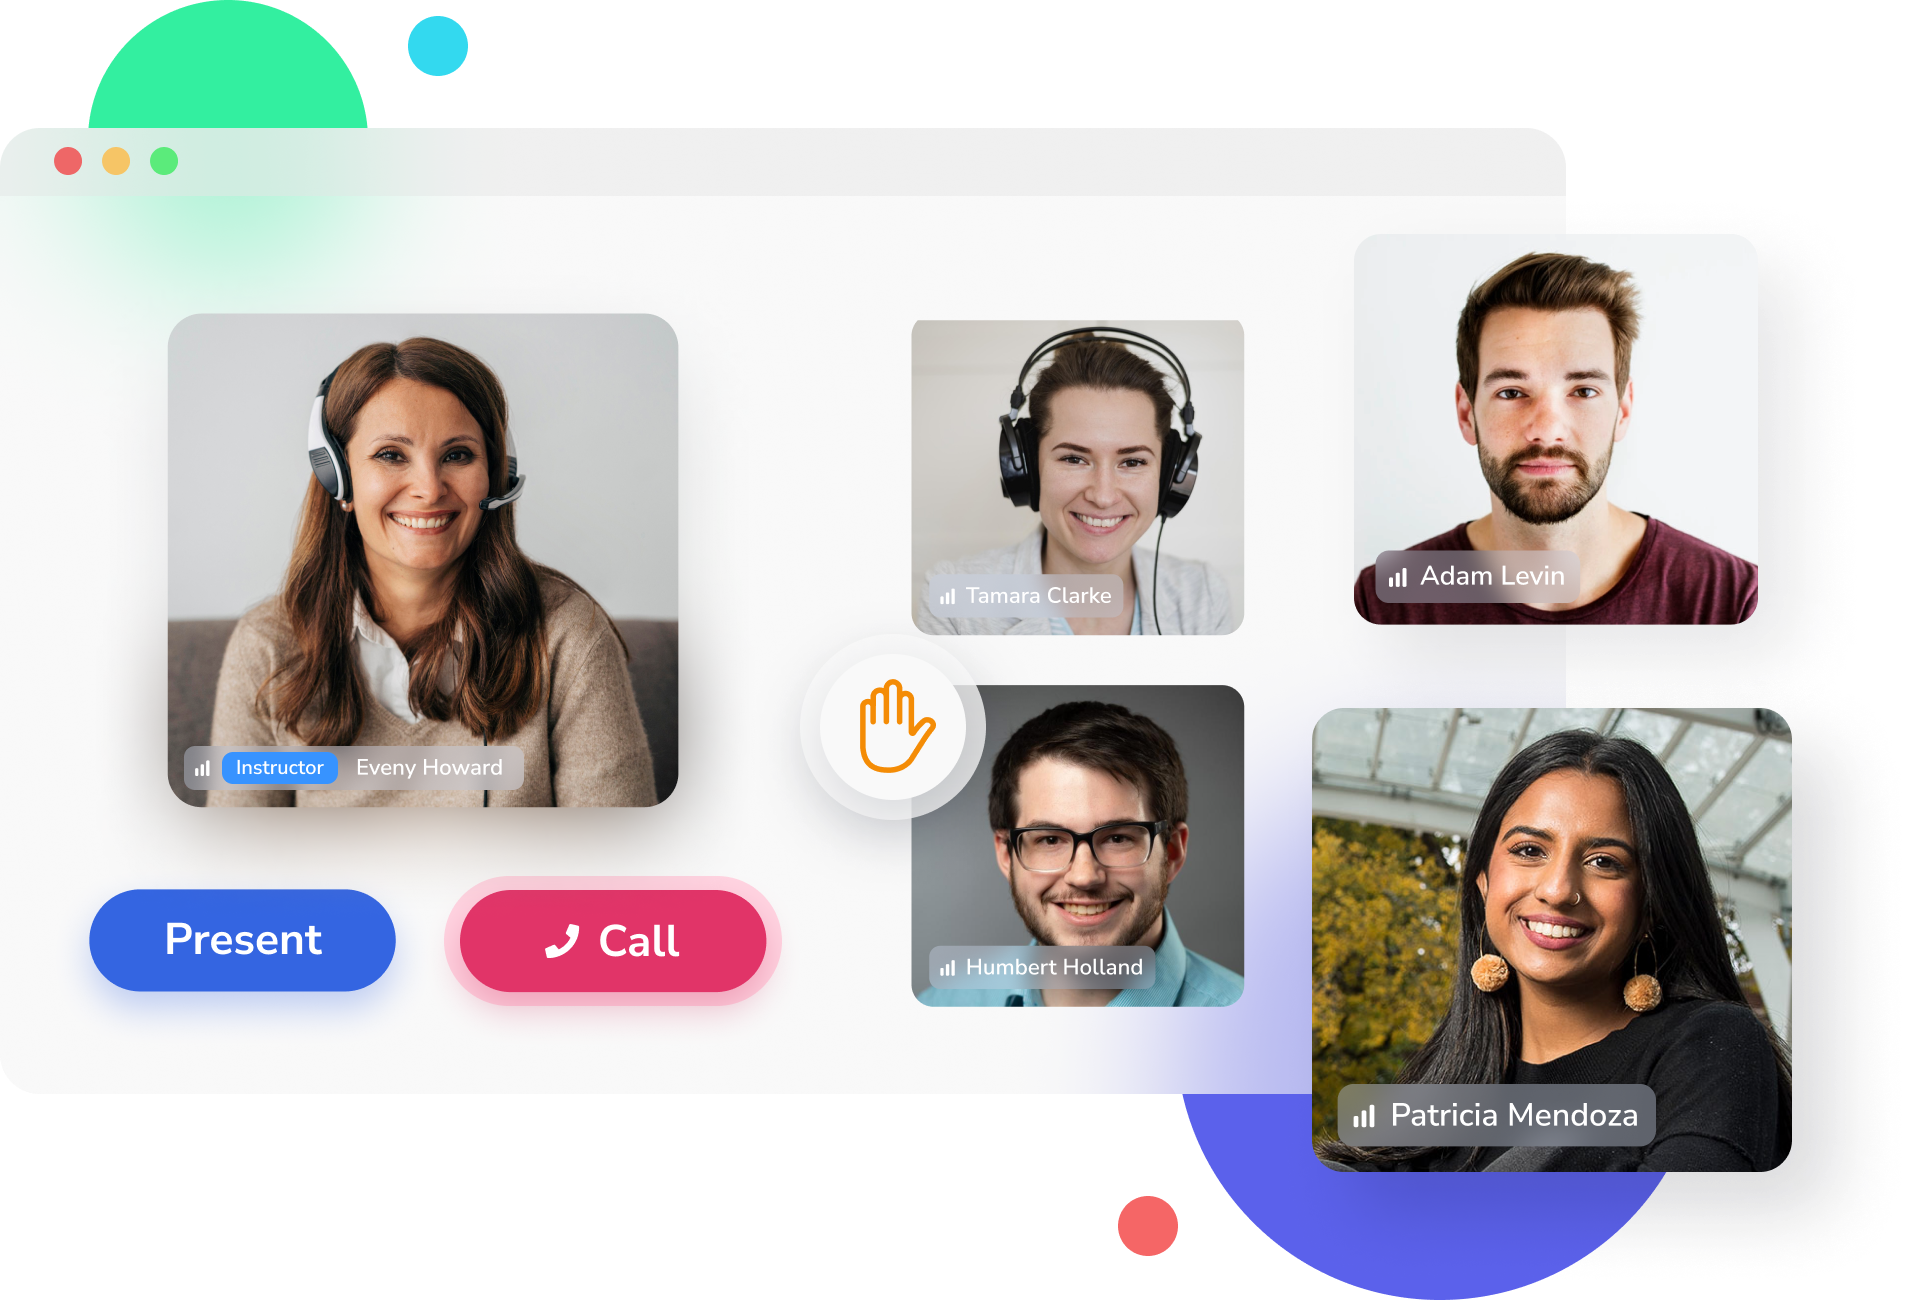 Tamara Clarke
Adam Levin
Instructor Eveny Howard
Present
Call
Humbert Holland
Patricia Mendoza